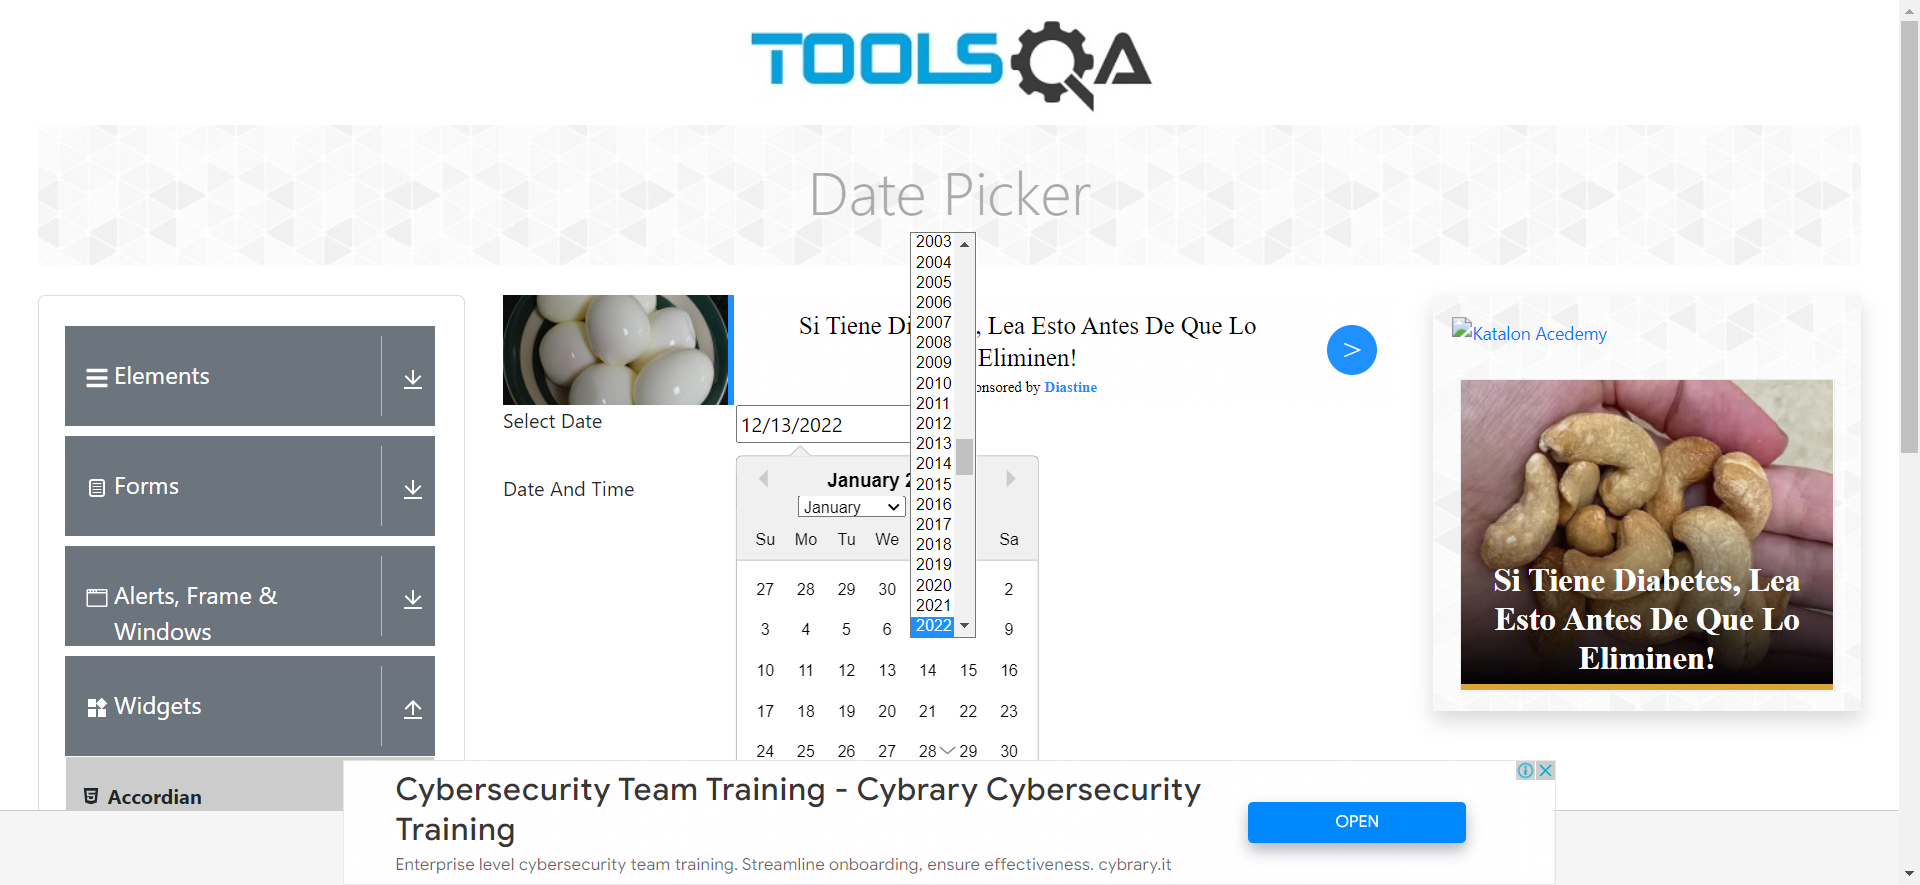 TOOLSQA
Date Picker
Elements
Forms
Alerts, Frame &
Windows
Widgets
Accordian
Si Tiene Di , Lea Esto Antes De Que Lo
Eliminen!
onsored by Diastine
Select Date
12/13/2022
Date And Time
January 2
January
Su Mo Tu We Sa
27 28 29 30 2
3 4 5 6 9
10 11 12 13 14 15 16
17 18 19 20 21 22 23
24 25 26 27 28 29 30
2003
2004
2005
2006
2007
2008
2009
2010
2011
2012
2013
2014
2015
2016
2017
2018
2019
2020
2021
2022
>
Katalon Acedemy
Si Tiene Diabetes, Lea
Esto Antes De Que Lo
Eliminen!
Cybersecurity Team Training - Cybrary Cybersecurity
Training
Enterprise level cybersecurity team training. Streamline onboarding, ensure effectiveness. cybrary.it
OPEN